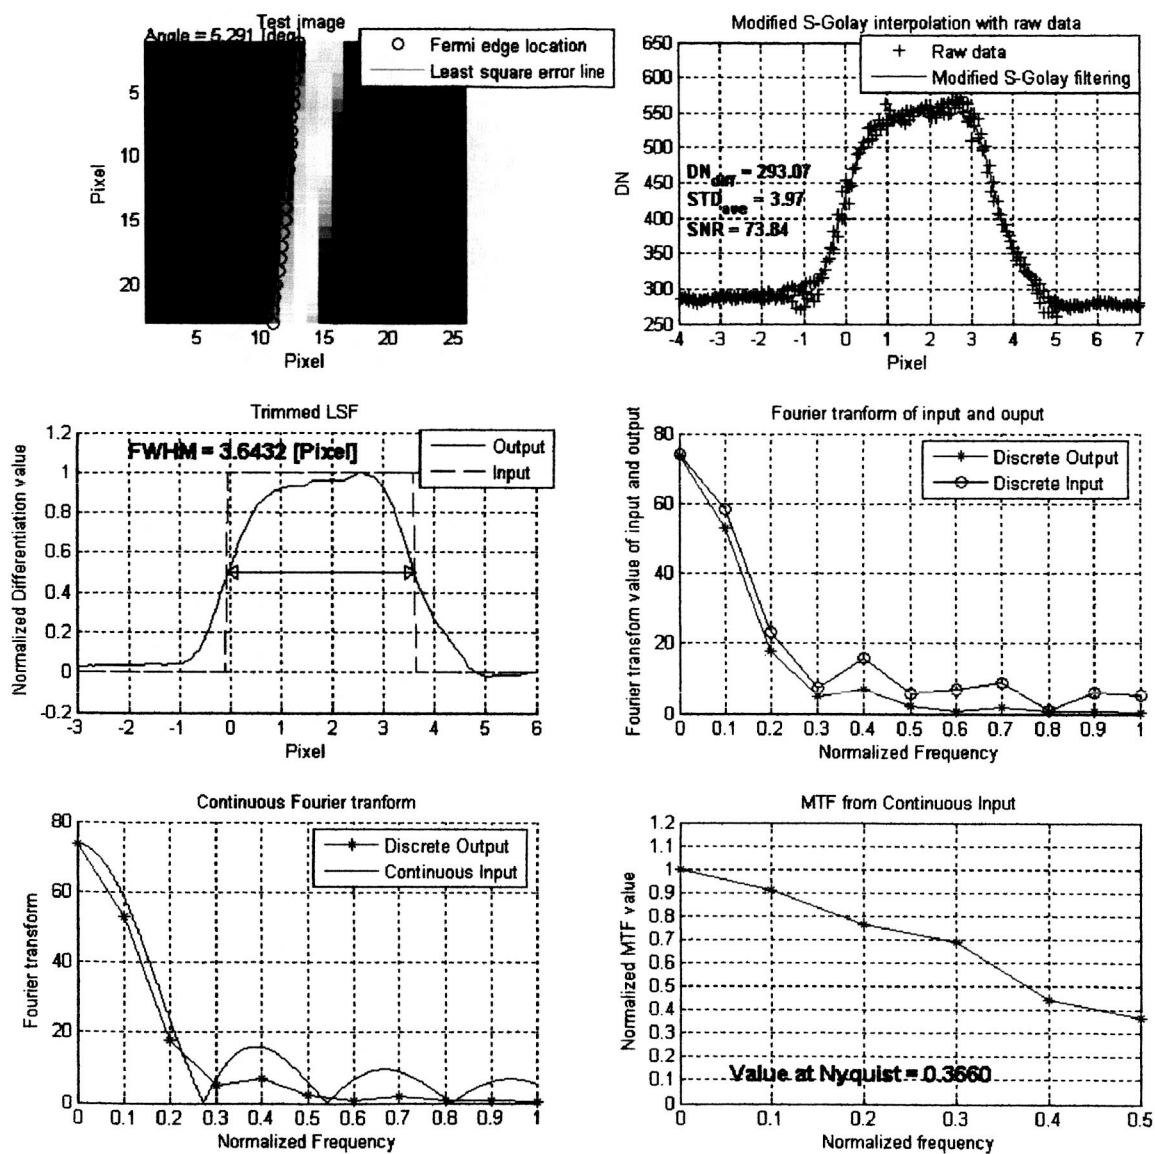 Test image
Angle = 5.291 [deg]
Fermi edge location
Least square error line
Pixel
5
10
15
20
5 10 15 20 25
Pixel
Modified S-Golay interpolation with raw data
Raw data
Modified S-Golay filtering
DN
650
600
550
500
450
400
350
300
250
DNdiff = 293.07
STDave = 3.97
SNR = 73.84
-4 -3 -2 -1 0 1 2 3 4 5 6 7
Pixel
Trimmed LSF
FWHM = 3.6432 [Pixel]
Output
Input
Normalized Differentiation value
1.2
1
0.8
0.6
0.4
0.2
0
-0.2
-3 -2 -1 0 1 2 3 4 5 6
Pixel
Fourier tranform of input and ouput
Discrete Output
Discrete Input
Fourier transform value of input and output
80
60
40
20
0
0 0.1 0.2 0.3 0.4 0.5 0.6 0.7 0.8 0.9 1
Normalized Frequency
Continuous Fourier tranform
Discrete Output
Continuous Input
Fourier transform
80
60
40
20
0
0 0.1 0.2 0.3 0.4 0.5 0.6 0.7 0.8 0.9 1
Normalized Frequency
MTF from Continuous Input
Normalized MTF value
1.2
1.1
1
0.9
0.8
0.7
0.6
0.5
0.4
0.3
0.2
0.1
0
Value at Nyquist = 0.3660
0 0.1 0.2 0.3 0.4 0.5
Normalized frequency